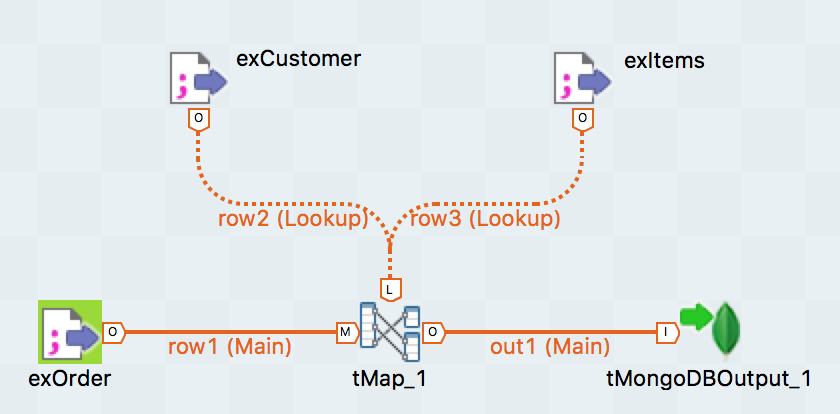 exCustomer
exItems
;
;
O
O
row2 (Lookup)
row3 (Lookup)
L
;
O
M
O
I
row1 (Main)
out1 (Main)
exOrder
tMap_1
tMongoDBOutput_1